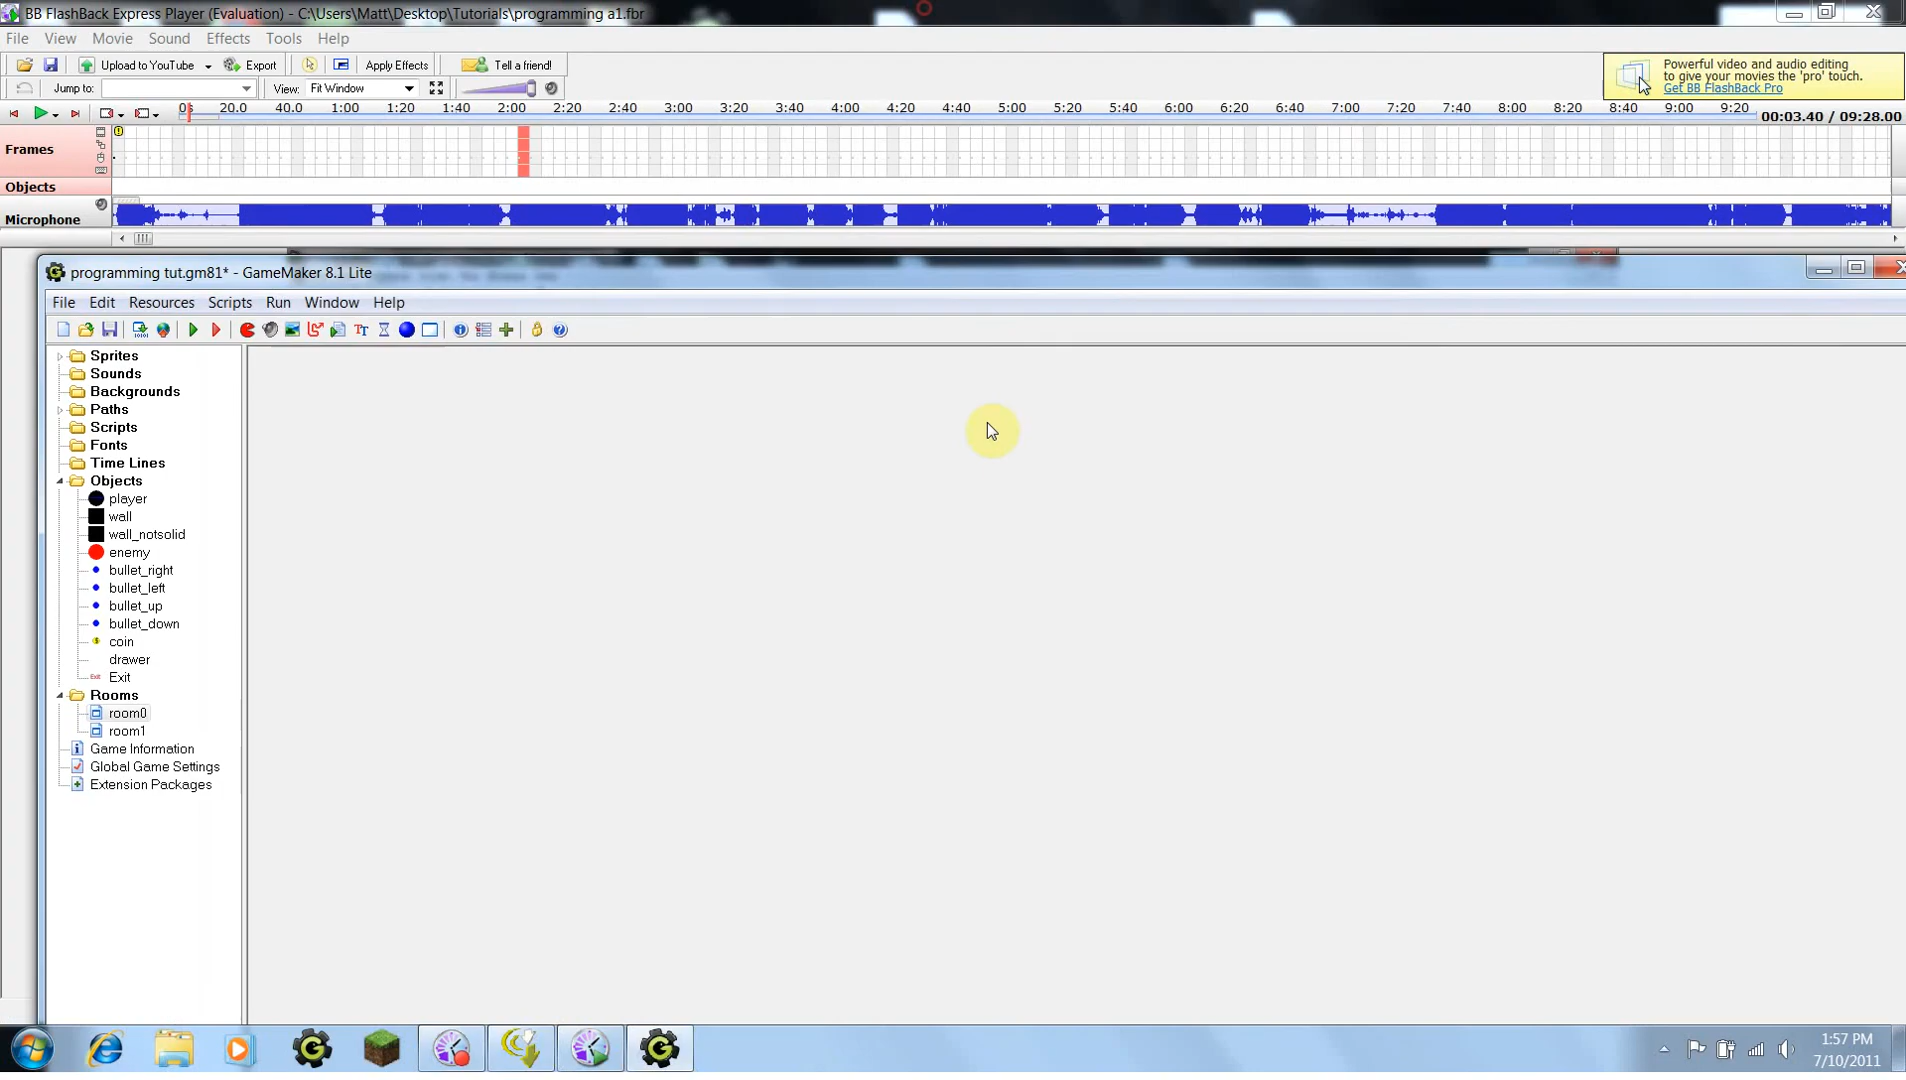 BB FlashBack Express Player (Evaluation) - C:\Users\Matt\Desktop\Tutorials\programming a1.fbr
File View Movie Sound Effects Tools Help
Upload to YouTube Export Apply Effects Tell a friend!
Powerful video and audio editing
to give your movies the 'pro' touch.
Get BB FlashBack Pro
Jump to: View: Fit Window
0s 20.0 40.0 1:00 1:20 1:40 2:00 2:20 2:40 3:00 3:20 3:40 4:00 4:20 4:40 5:00 5:20 5:40 6:00 6:20 6:40 7:00 7:20 7:40 8:00 8:20 8:40 9:00 9:20 00:03.40 / 09:28.00
Frames
Objects
Microphone
programming tut.gm81* - GameMaker 8.1 Lite
File Edit Resources Scripts Run Window Help
Sprites
Sounds
Backgrounds
Paths
Scripts
Fonts
Time Lines
Objects
player
wall
wall_notsolid
enemy
bullet_right
bullet_left
bullet_up
bullet_down
coin
drawer
Exit
Rooms
room0
room1
Game Information
Global Game Settings
Extension Packages
1:57 PM
7/10/2011